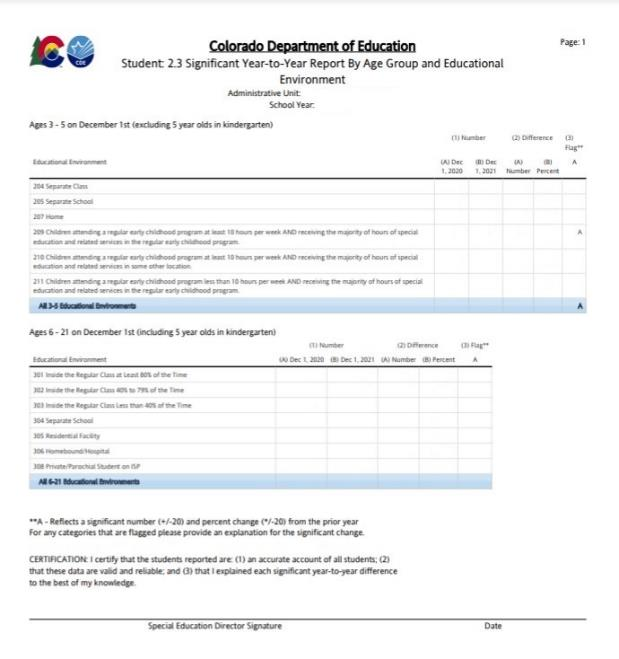 CDE
Page: 1
Colorado Department of Education
Student: 2.3 Significant Year-to-Year Report By Age Group and Educational
Environment
Administrative Unit:
School Year:
Ages 3 - 5 on December 1st (excluding 5 year olds in kindergarten)
(1) Number (2) Difference (3) Flag**
Educational Environment (A) Dec 1, 2020 (B) Dec 1, 2021 (A) Number (B) Percent A
204 Separate Class
205 Separate School
207 Home
209 Children attending a regular early childhood program at least 10 hours per week AND receiving the majority of hours of special A
education and related services in the regular early childhood program.
210 Children attending a regular early childhood program at least 10 hours per week AND receiving the majority of hours of special
education and related services in some other location.
211 Children attending a regular early childhood program less than 10 hours per week AND receiving the majority of hours of special
education and related services in the regular early childhood program.
All 3-5 Educational Environments A
Ages 6 - 21 on December 1st (including 5 year olds in kindergarten)
(1) Number (2) Difference (3) Flag**
Educational Environment (A) Dec 1, 2020 (B) Dec 1, 2021 (A) Number (B) Percent A
301 Inside the Regular Class at Least 80% of the Time
302 Inside the Regular Class 40% to 79% of the Time
303 Inside the Regular Class Less than 40% of the Time
304 Separate School
305 Residential Facility
306 Homebound/Hospital
308 Private/Parochial Student on ISP
All 6-21 Educational Environments
**A - Reflects a significant number (+/-20) and percent change (*/-20) from the prior year
For any categories that are flagged please provide an explanation for the significant change.
CERTIFICATION: I certify that the students reported are: (1) an accurate account of all students; (2)
that these data are valid and reliable; and (3) that I explained each significant year-to-year difference
to the best of my knowledge.
Special Education Director Signature Date